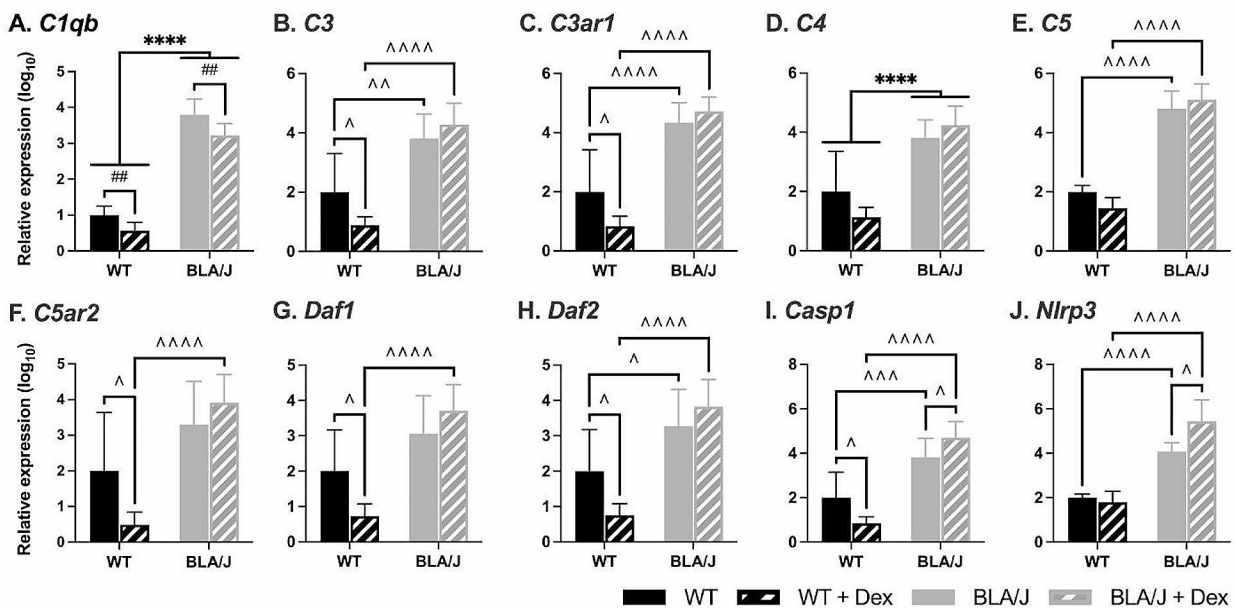 A. C1qb
B. C3
C. C3ar1
D. C4
E. C5
Relative expression (log10)
5
4
3
2
1
0
****
##
##
WT
BLA/J
6
4
2
0
^^^^
^^
^
WT
BLA/J
6
4
2
0
^^^^
^^^^
^
WT
BLA/J
6
4
2
0
****
WT
BLA/J
6
4
2
0
^^^^
^^^^
WT
BLA/J
F. C5ar2
G. Daf1
H. Daf2
I. Casp1
J. Nlrp3
Relative expression (log10)
5
4
3
2
1
0
^^^^
^
WT
BLA/J
5
4
3
2
1
0
^^^^
^
WT
BLA/J
5
4
3
2
1
0
^^^^
^
^
WT
BLA/J
8
6
4
2
0
^^^^
^^^
^
^
WT
BLA/J
8
6
4
2
0
^^^^
^^^^
^
WT
BLA/J
WT WT + Dex BLA/J BLA/J + Dex